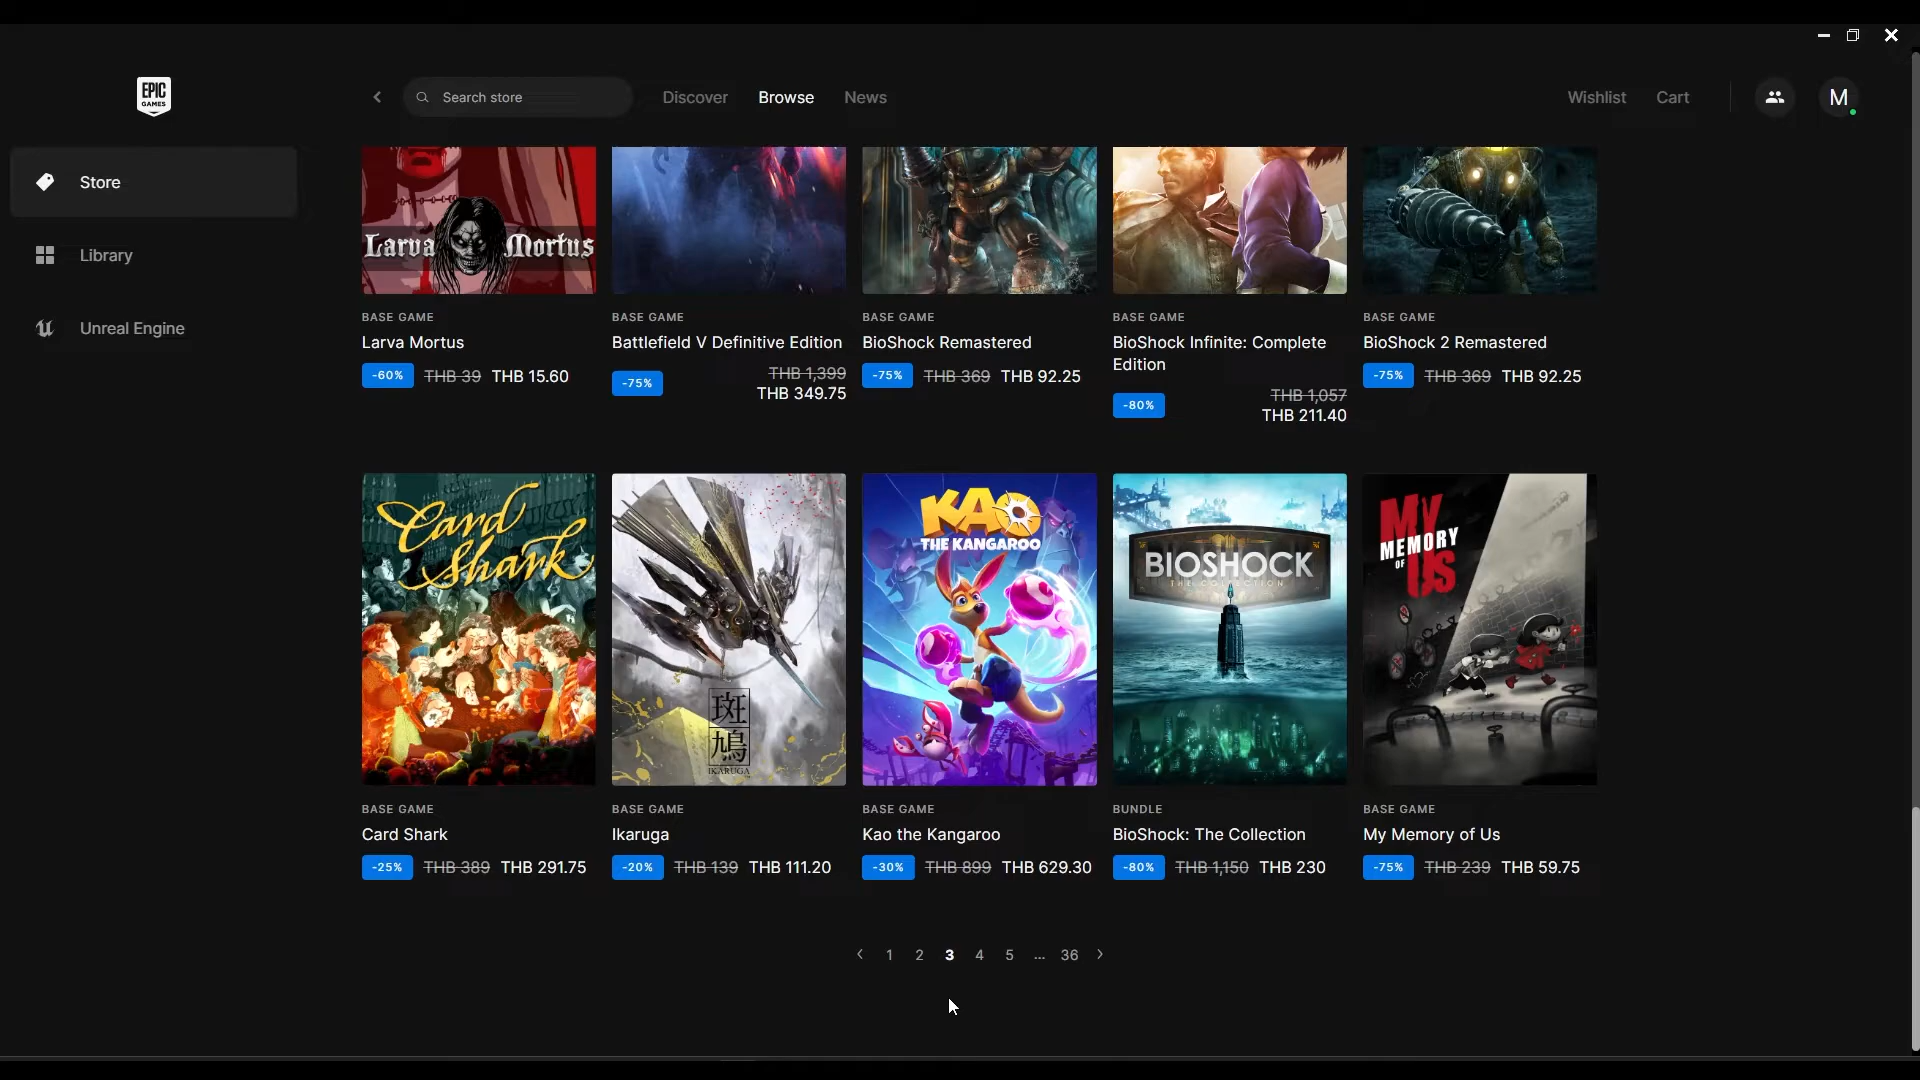 EPIC
GAMES
Search store
Discover
Browse
News
Wishlist
Cart
M
Store
Library
Unreal Engine
Larva Mortus
BASE GAME
Larva Mortus
-60% THB 39 THB 15.60
BASE GAME
Battlefield V Definitive Edition
-75% THB 1,399
THB 349.75
BASE GAME
BioShock Remastered
-75% THB 369 THB 92.25
BASE GAME
BioShock Infinite: Complete
Edition
-80% THB 1,057
THB 211.40
BASE GAME
BioShock 2 Remastered
-75% THB 369 THB 92.25
Card
Shark
斑
鳩
IKARUGA
KAO
THE KANGAROO
BIOSHOCK
THE COLLECTION
MY
MEMORY
OF
US
BASE GAME
Card Shark
-25% THB 389 THB 291.75
BASE GAME
Ikaruga
-20% THB 139 THB 111.20
BASE GAME
Kao the Kangaroo
-30% THB 899 THB 629.30
BUNDLE
BioShock: The Collection
-80% THB 1,150 THB 230
BASE GAME
My Memory of Us
-75% THB 239 THB 59.75
1 2 3 4 5 ... 36